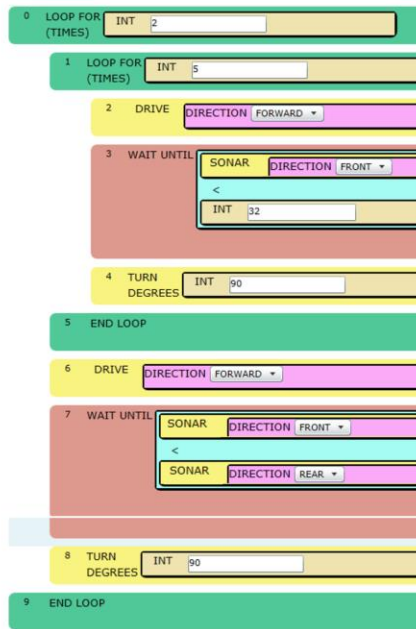 0 LOOP FOR (TIMES) INT 2
1 LOOP FOR (TIMES) INT 5
2 DRIVE DIRECTION FORWARD
3 WAIT UNTIL SONAR DIRECTION FRONT
<
INT 32
4 TURN DEGREES INT 90
5 END LOOP
6 DRIVE DIRECTION FORWARD
7 WAIT UNTIL SONAR DIRECTION FRONT
<
SONAR DIRECTION REAR
8 TURN DEGREES INT 90
9 END LOOP